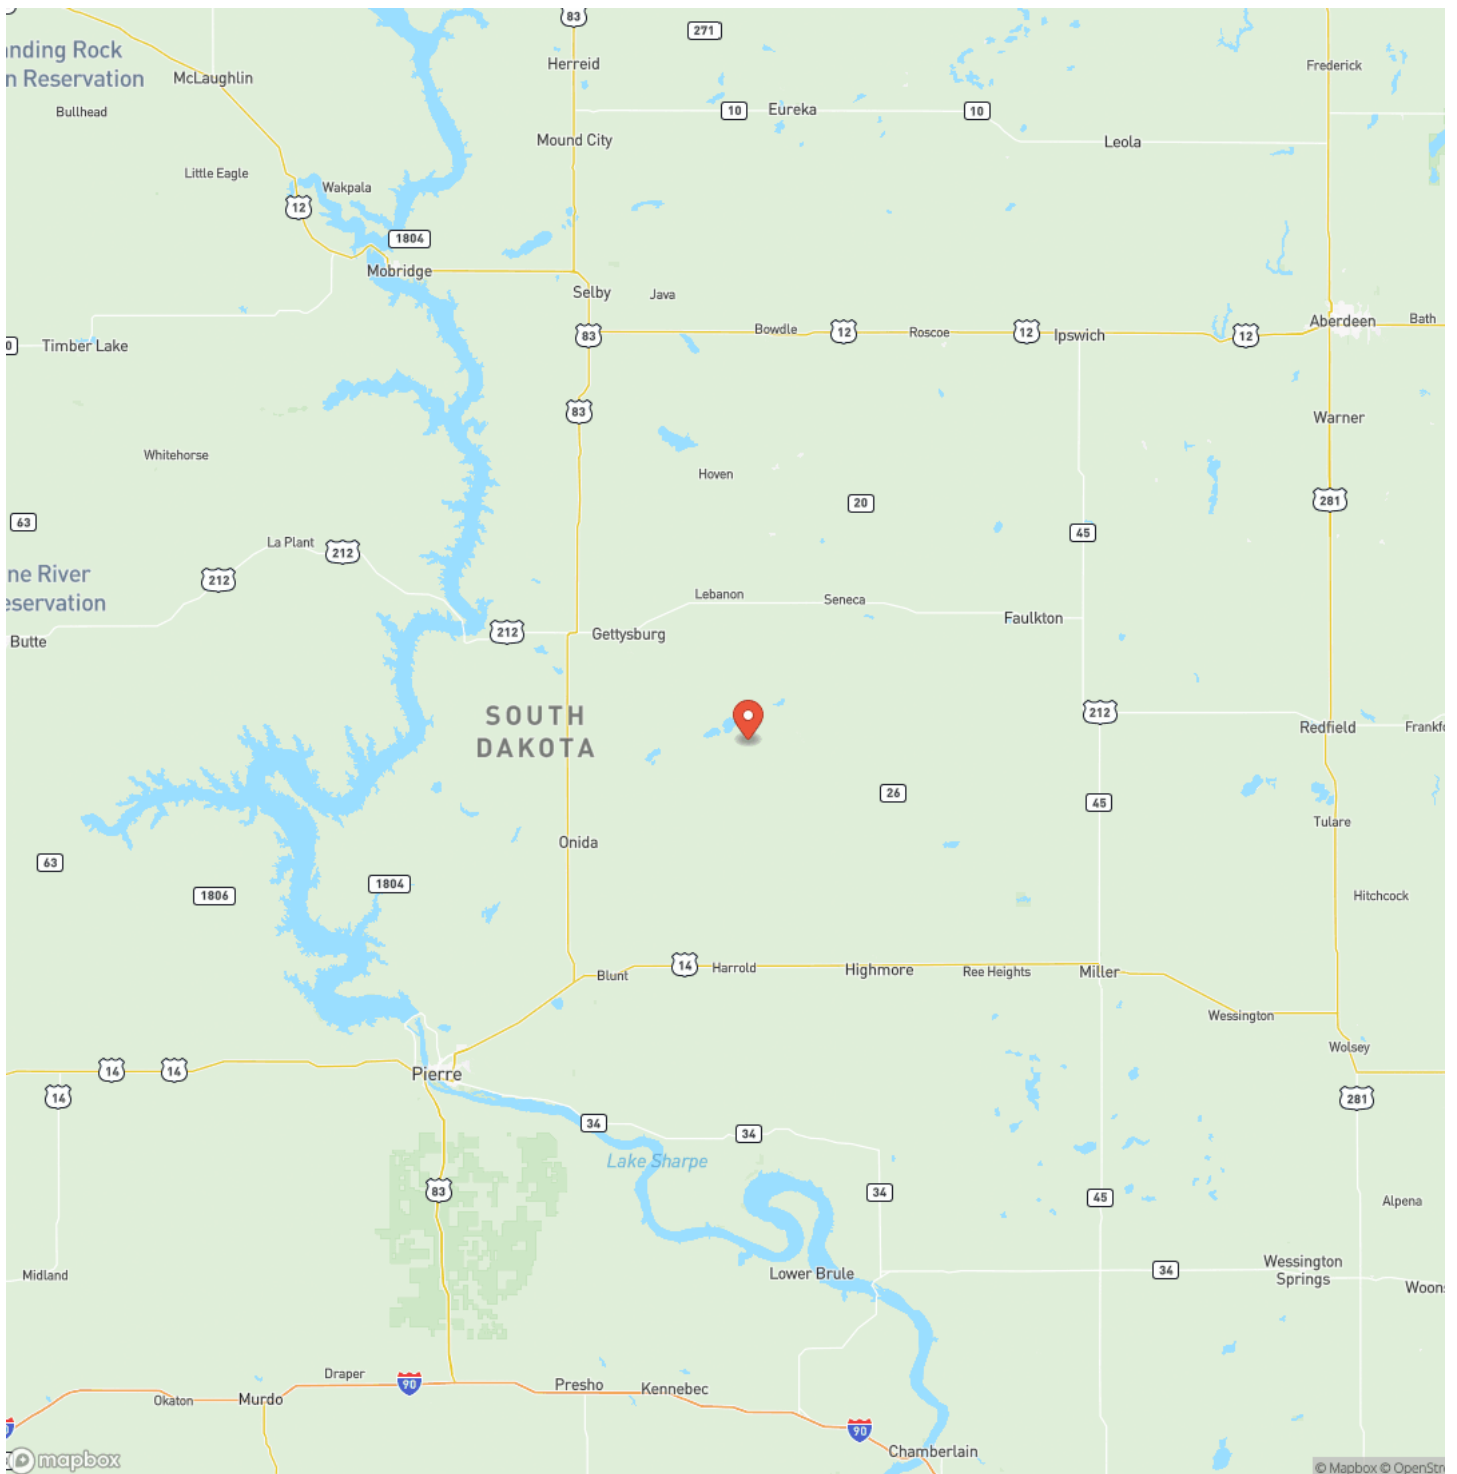 83
271
anding Rock
n Reservation
McLaughlin
Herreid
Frederick
Bullhead
10
Eureka
10
Mound City
Leola
Little Eagle
Wakpala
12
1804
Mobridge
Selby
Java
Bowdle
12
Roscoe
12
Ipswich
12
Aberdeen
Bath
83
0
Timber Lake
83
Warner
Whitehorse
Hoven
20
281
63
45
La Plant
212
212
ne River
eservation
Lebanon
Seneca
Faulkton
Butte
212
Gettysburg
SOUTH
DAKOTA
212
Redfield
Frankfo
26
45
Tulare
Onida
63
1806
1804
Hitchcock
14
Harrold
Highmore
Ree Heights
Miller
Blunt
Wessington
Wolsey
14
14
Pierre
14
281
34
34
Lake Sharpe
83
34
45
Alpena
Midland
Lower Brule
34
Wessington
Springs
Woons
Draper
90
Presho
Kennebec
Okaton
Murdo
90
Chamberlain
mapbox
© Mapbox © OpenStre